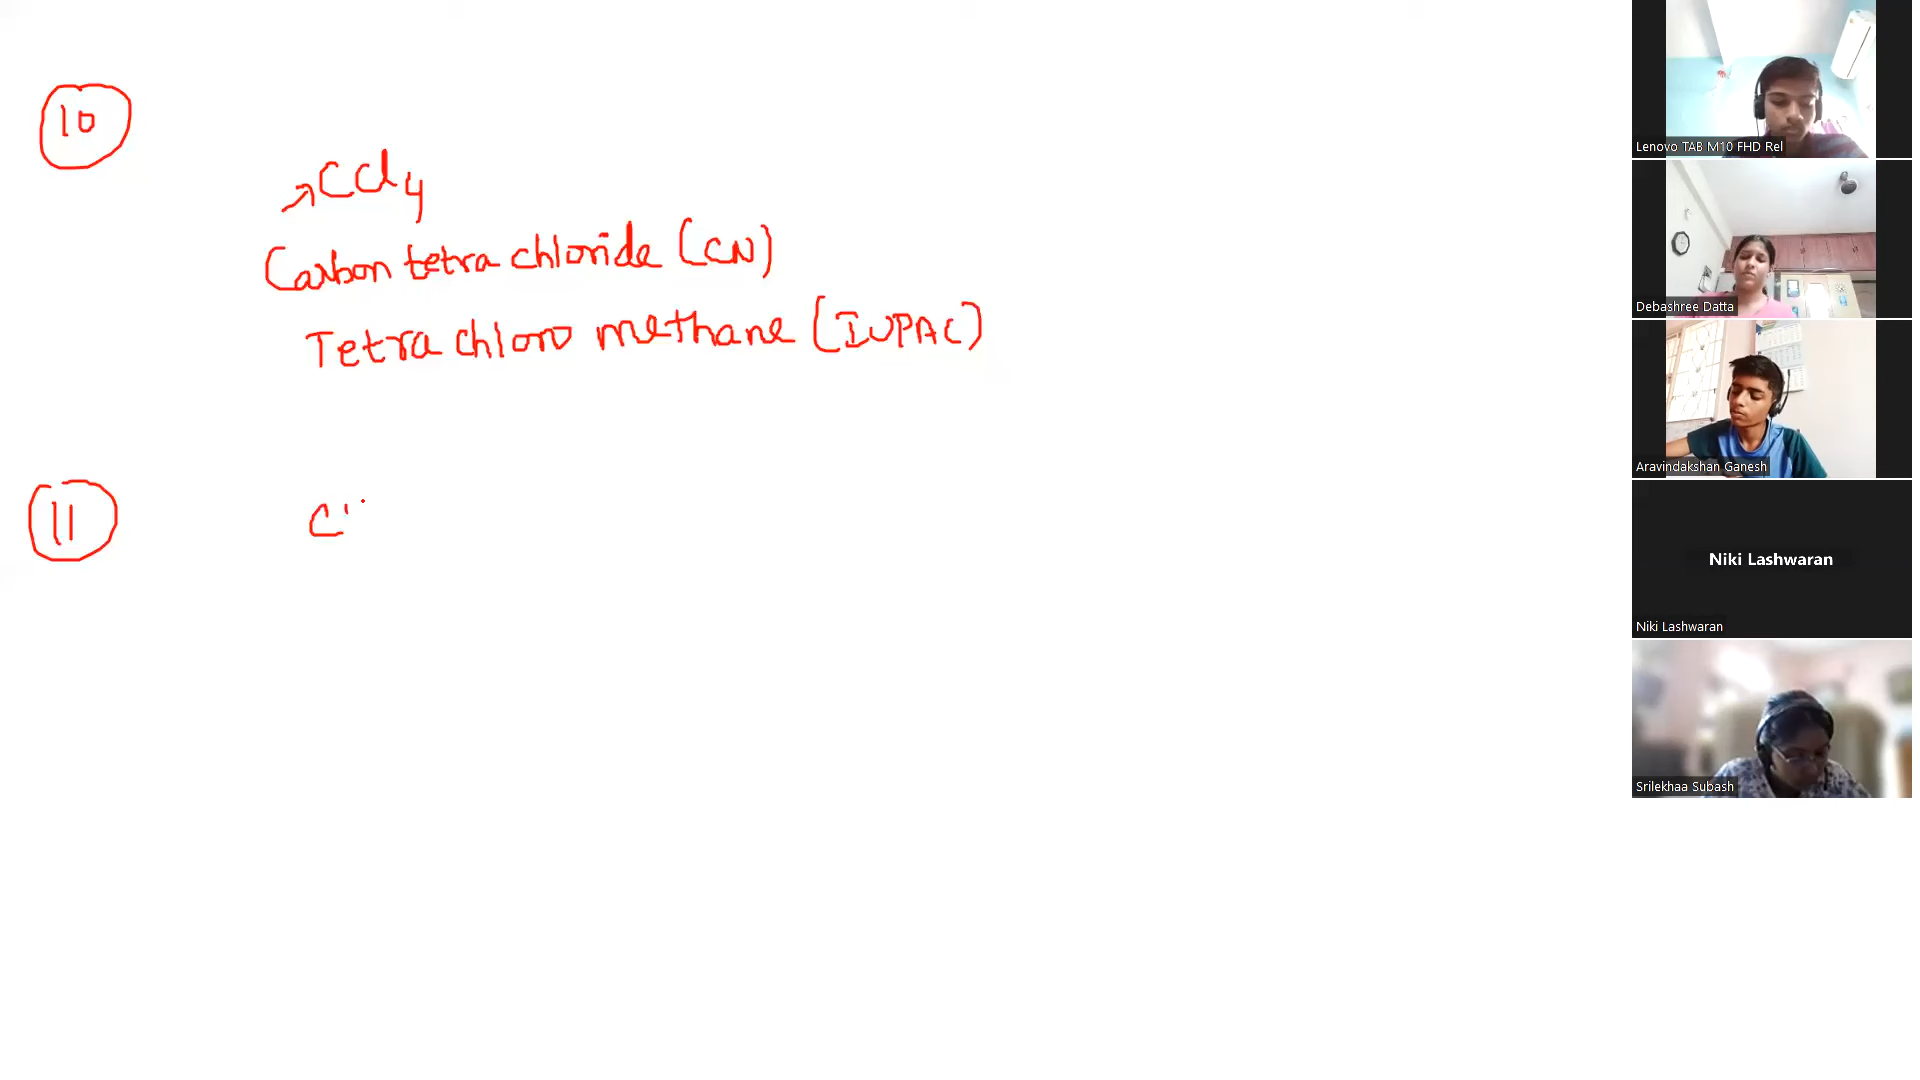 10
→CCl4
Carbon tetra chloride (CN)
Tetra chloro methane (IUPAC)
11
C
Lenovo TAB M10 FHD Rel
Debashree Datta
Aravindakshan Ganesh
Niki Lashwaran
Niki Lashwaran
Srilekhaa Subash